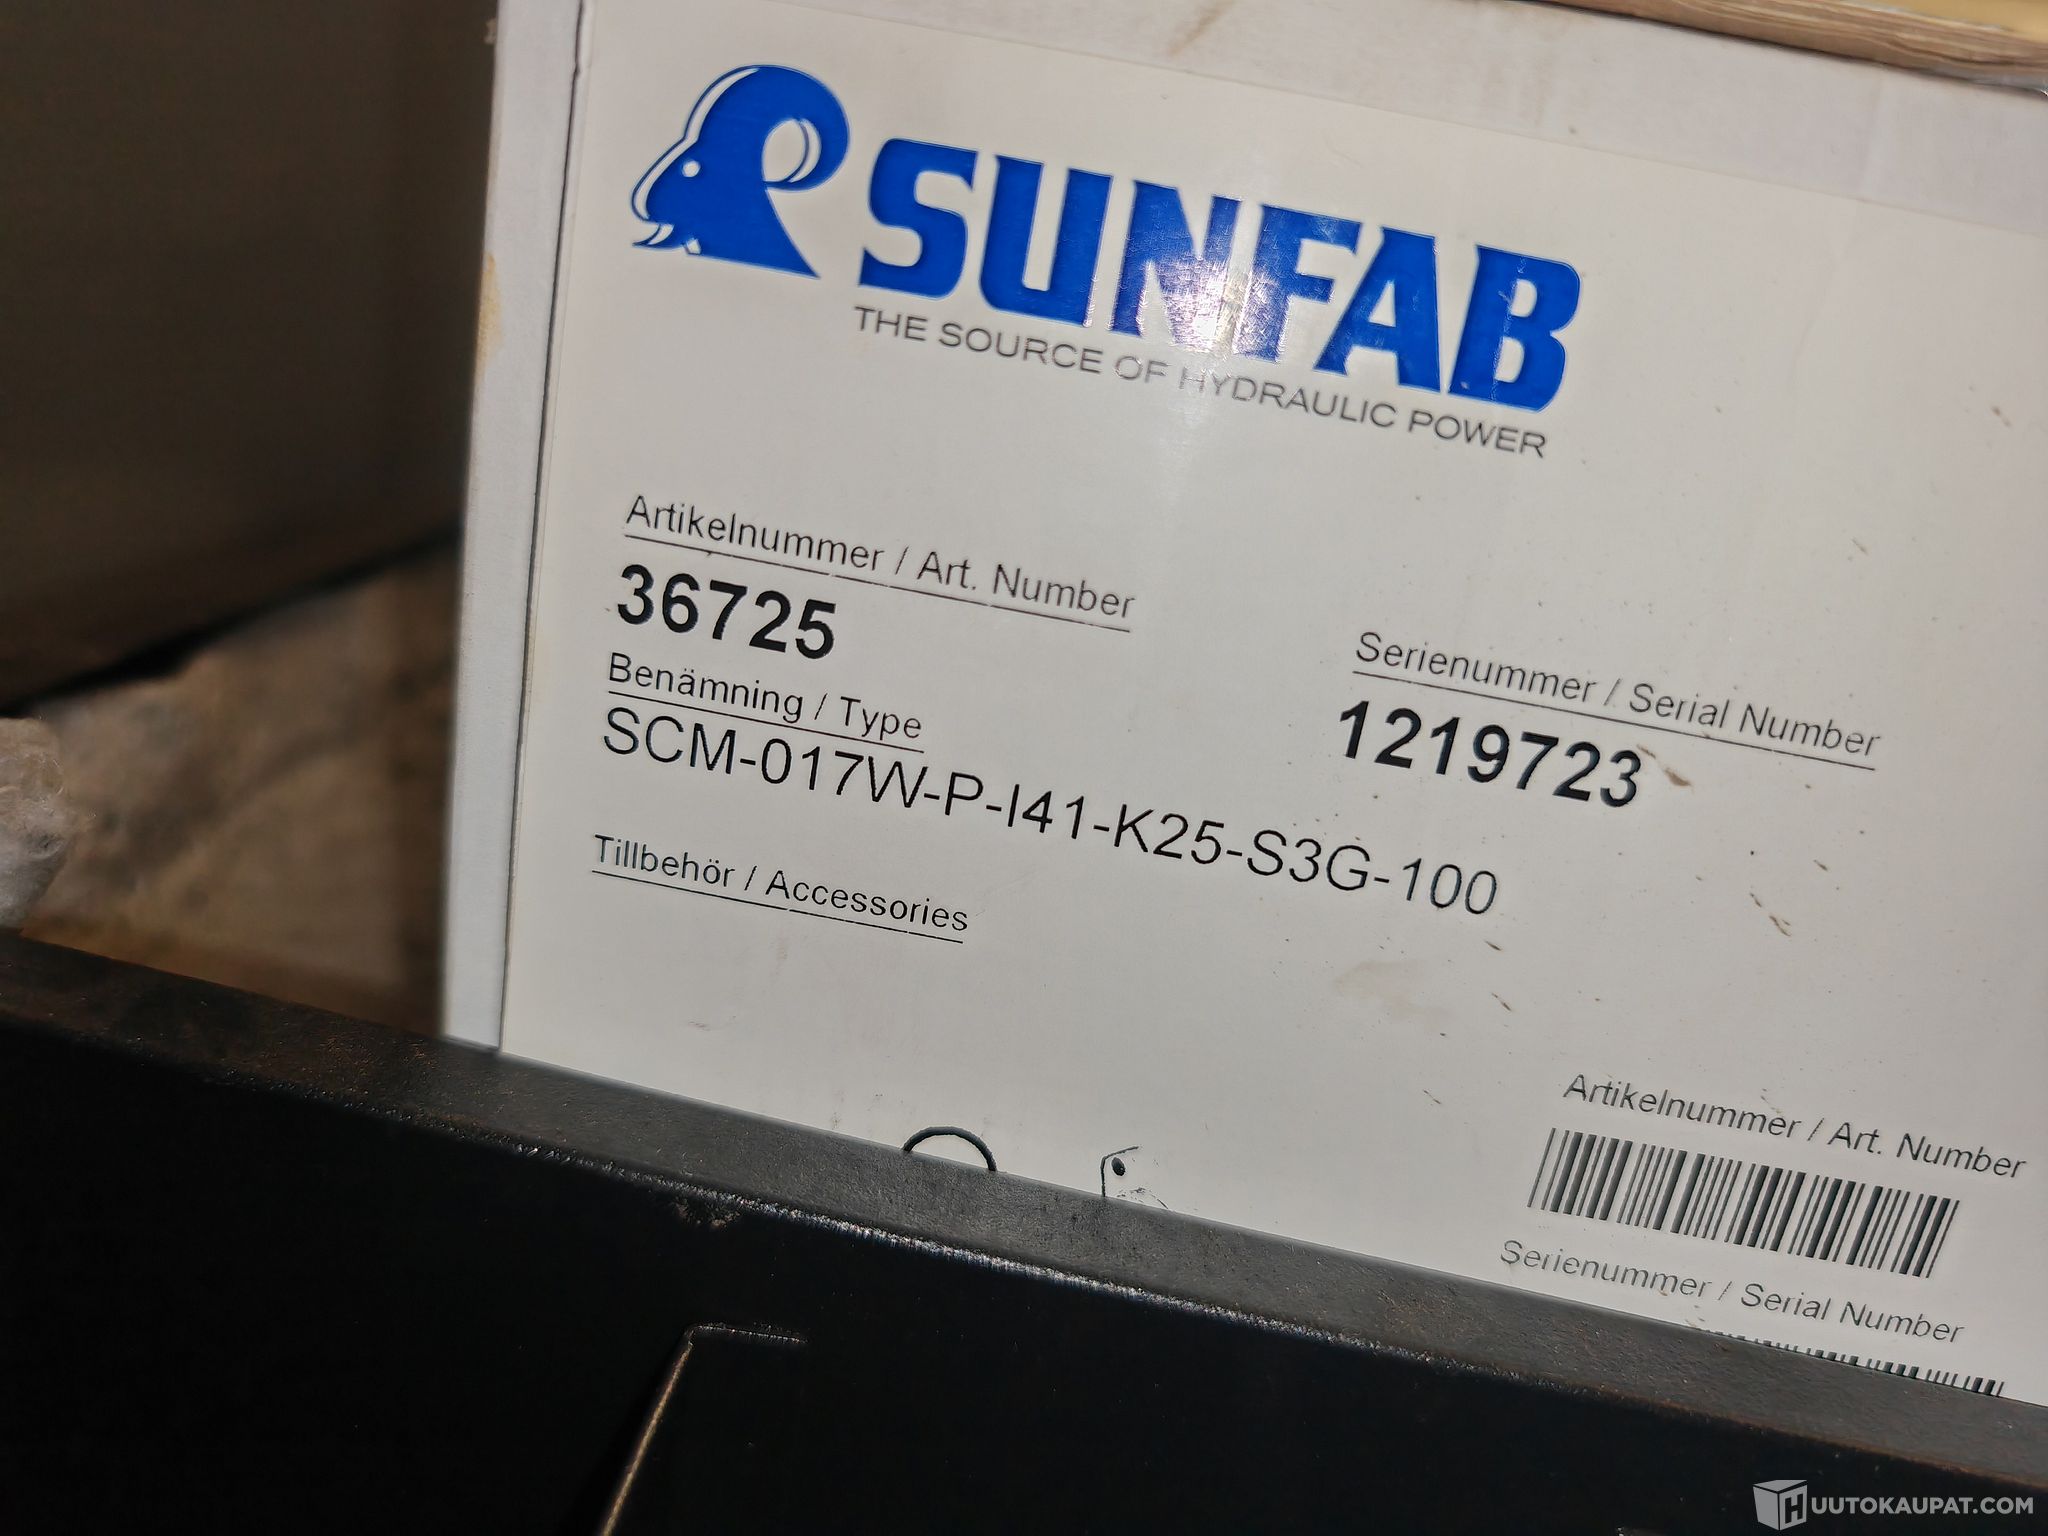 SUNFAB
THE SOURCE OF HYDRAULIC POWER
Artikelnummer / Art. Number
36725
Serienummer / Serial Number
1219723
Benämning / Type
SCM-017W-P-I41-K25-S3G-100
Tillbehör / Accessories
Artikelnummer / Art. Number
Serienummer / Serial Number
HUUTOKAUPAT.COM